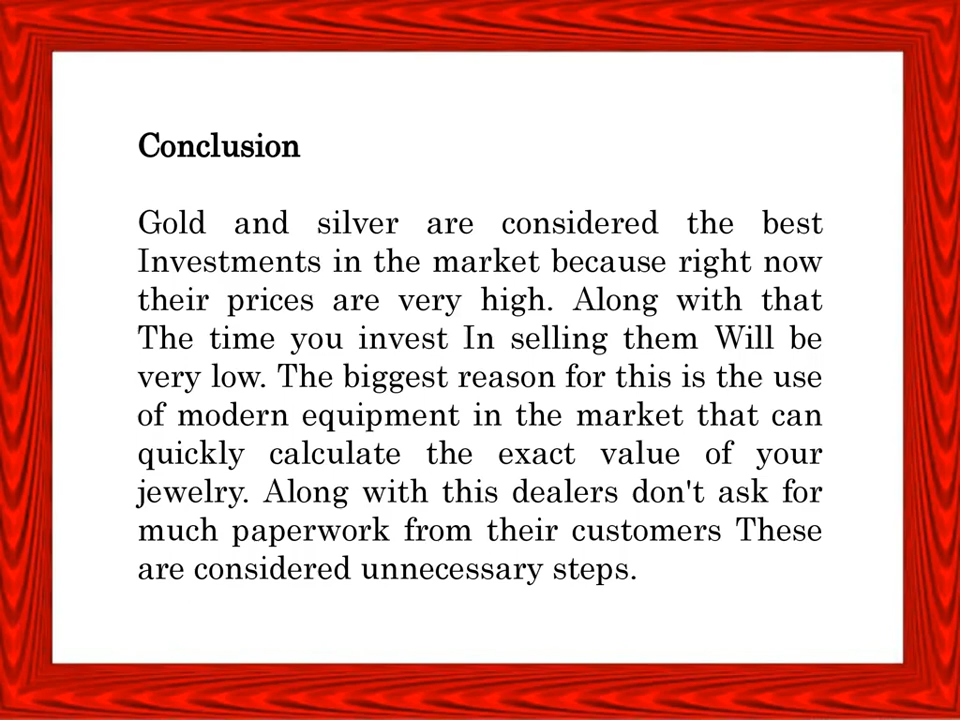 Conclusion
Gold and silver are considered the best
Investments in the market because right now
their prices are very high. Along with that
The time you invest In selling them Will be
very low. The biggest reason for this is the use
of modern equipment in the market that can
quickly calculate the exact value of your
jewelry. Along with this dealers don't ask for
much paperwork from their customers These
are considered unnecessary steps.